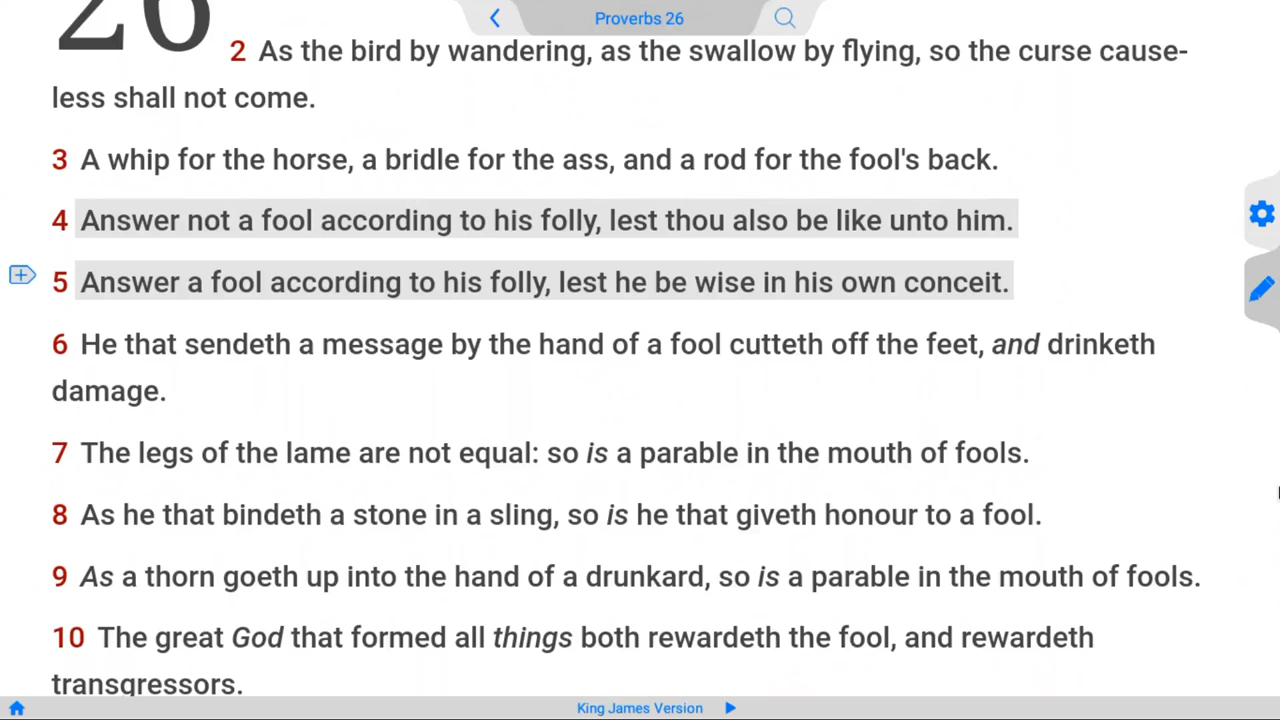 Proverbs 26
26
2 As the bird by wandering, as the swallow by flying, so the curse cause-
less shall not come.
3 A whip for the horse, a bridle for the ass, and a rod for the fool's back.
4 Answer not a fool according to his folly, lest thou also be like unto him.
5 Answer a fool according to his folly, lest he be wise in his own conceit.
6 He that sendeth a message by the hand of a fool cutteth off the feet, and drinketh
damage.
7 The legs of the lame are not equal: so is a parable in the mouth of fools.
8 As he that bindeth a stone in a sling, so is he that giveth honour to a fool.
9 As a thorn goeth up into the hand of a drunkard, so is a parable in the mouth of fools.
10 The great God that formed all things both rewardeth the fool, and rewardeth
transgressors.
King James Version